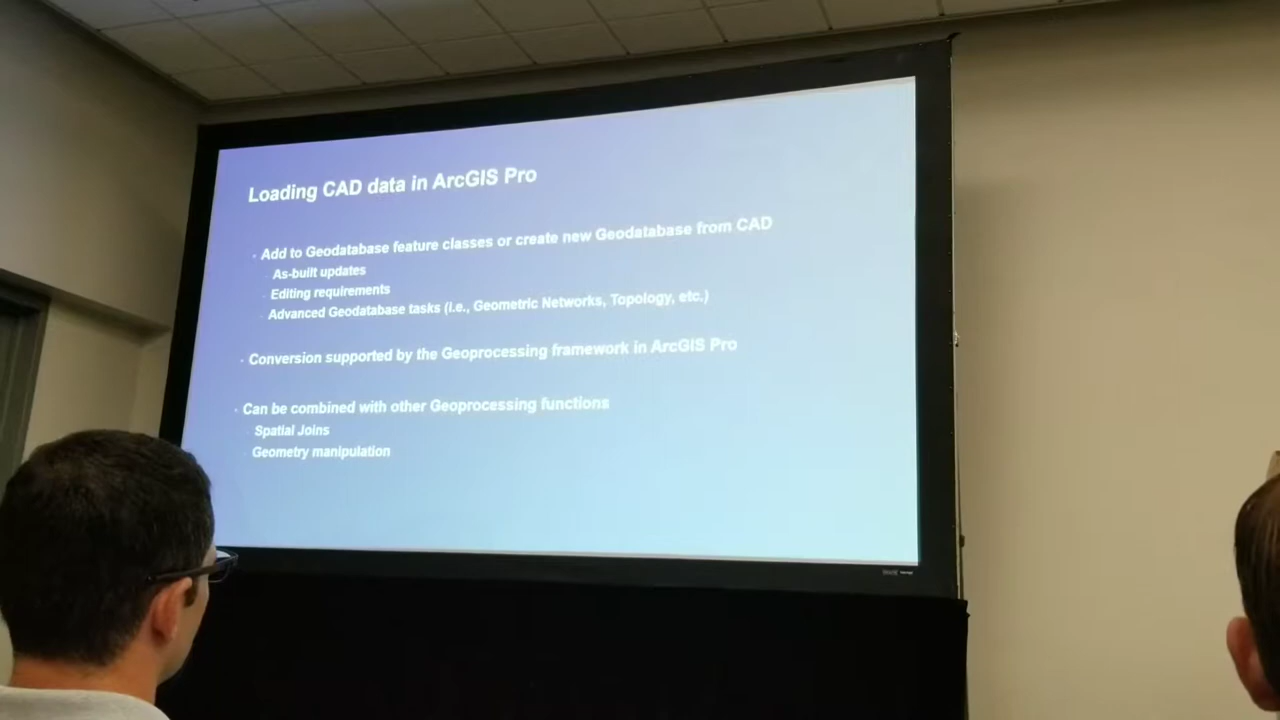 Loading CAD data in ArcGIS Pro
Add to Geodatabase feature classes or create new Geodatabase from CAD
As-built updates
Editing requirements
Advanced Geodatabase tasks (i.e., Geometric Networks, Topology, etc.)
Conversion supported by the Geoprocessing framework in ArcGIS Pro
Can be combined with other Geoprocessing functions
Spatial Joins
Geometry manipulation